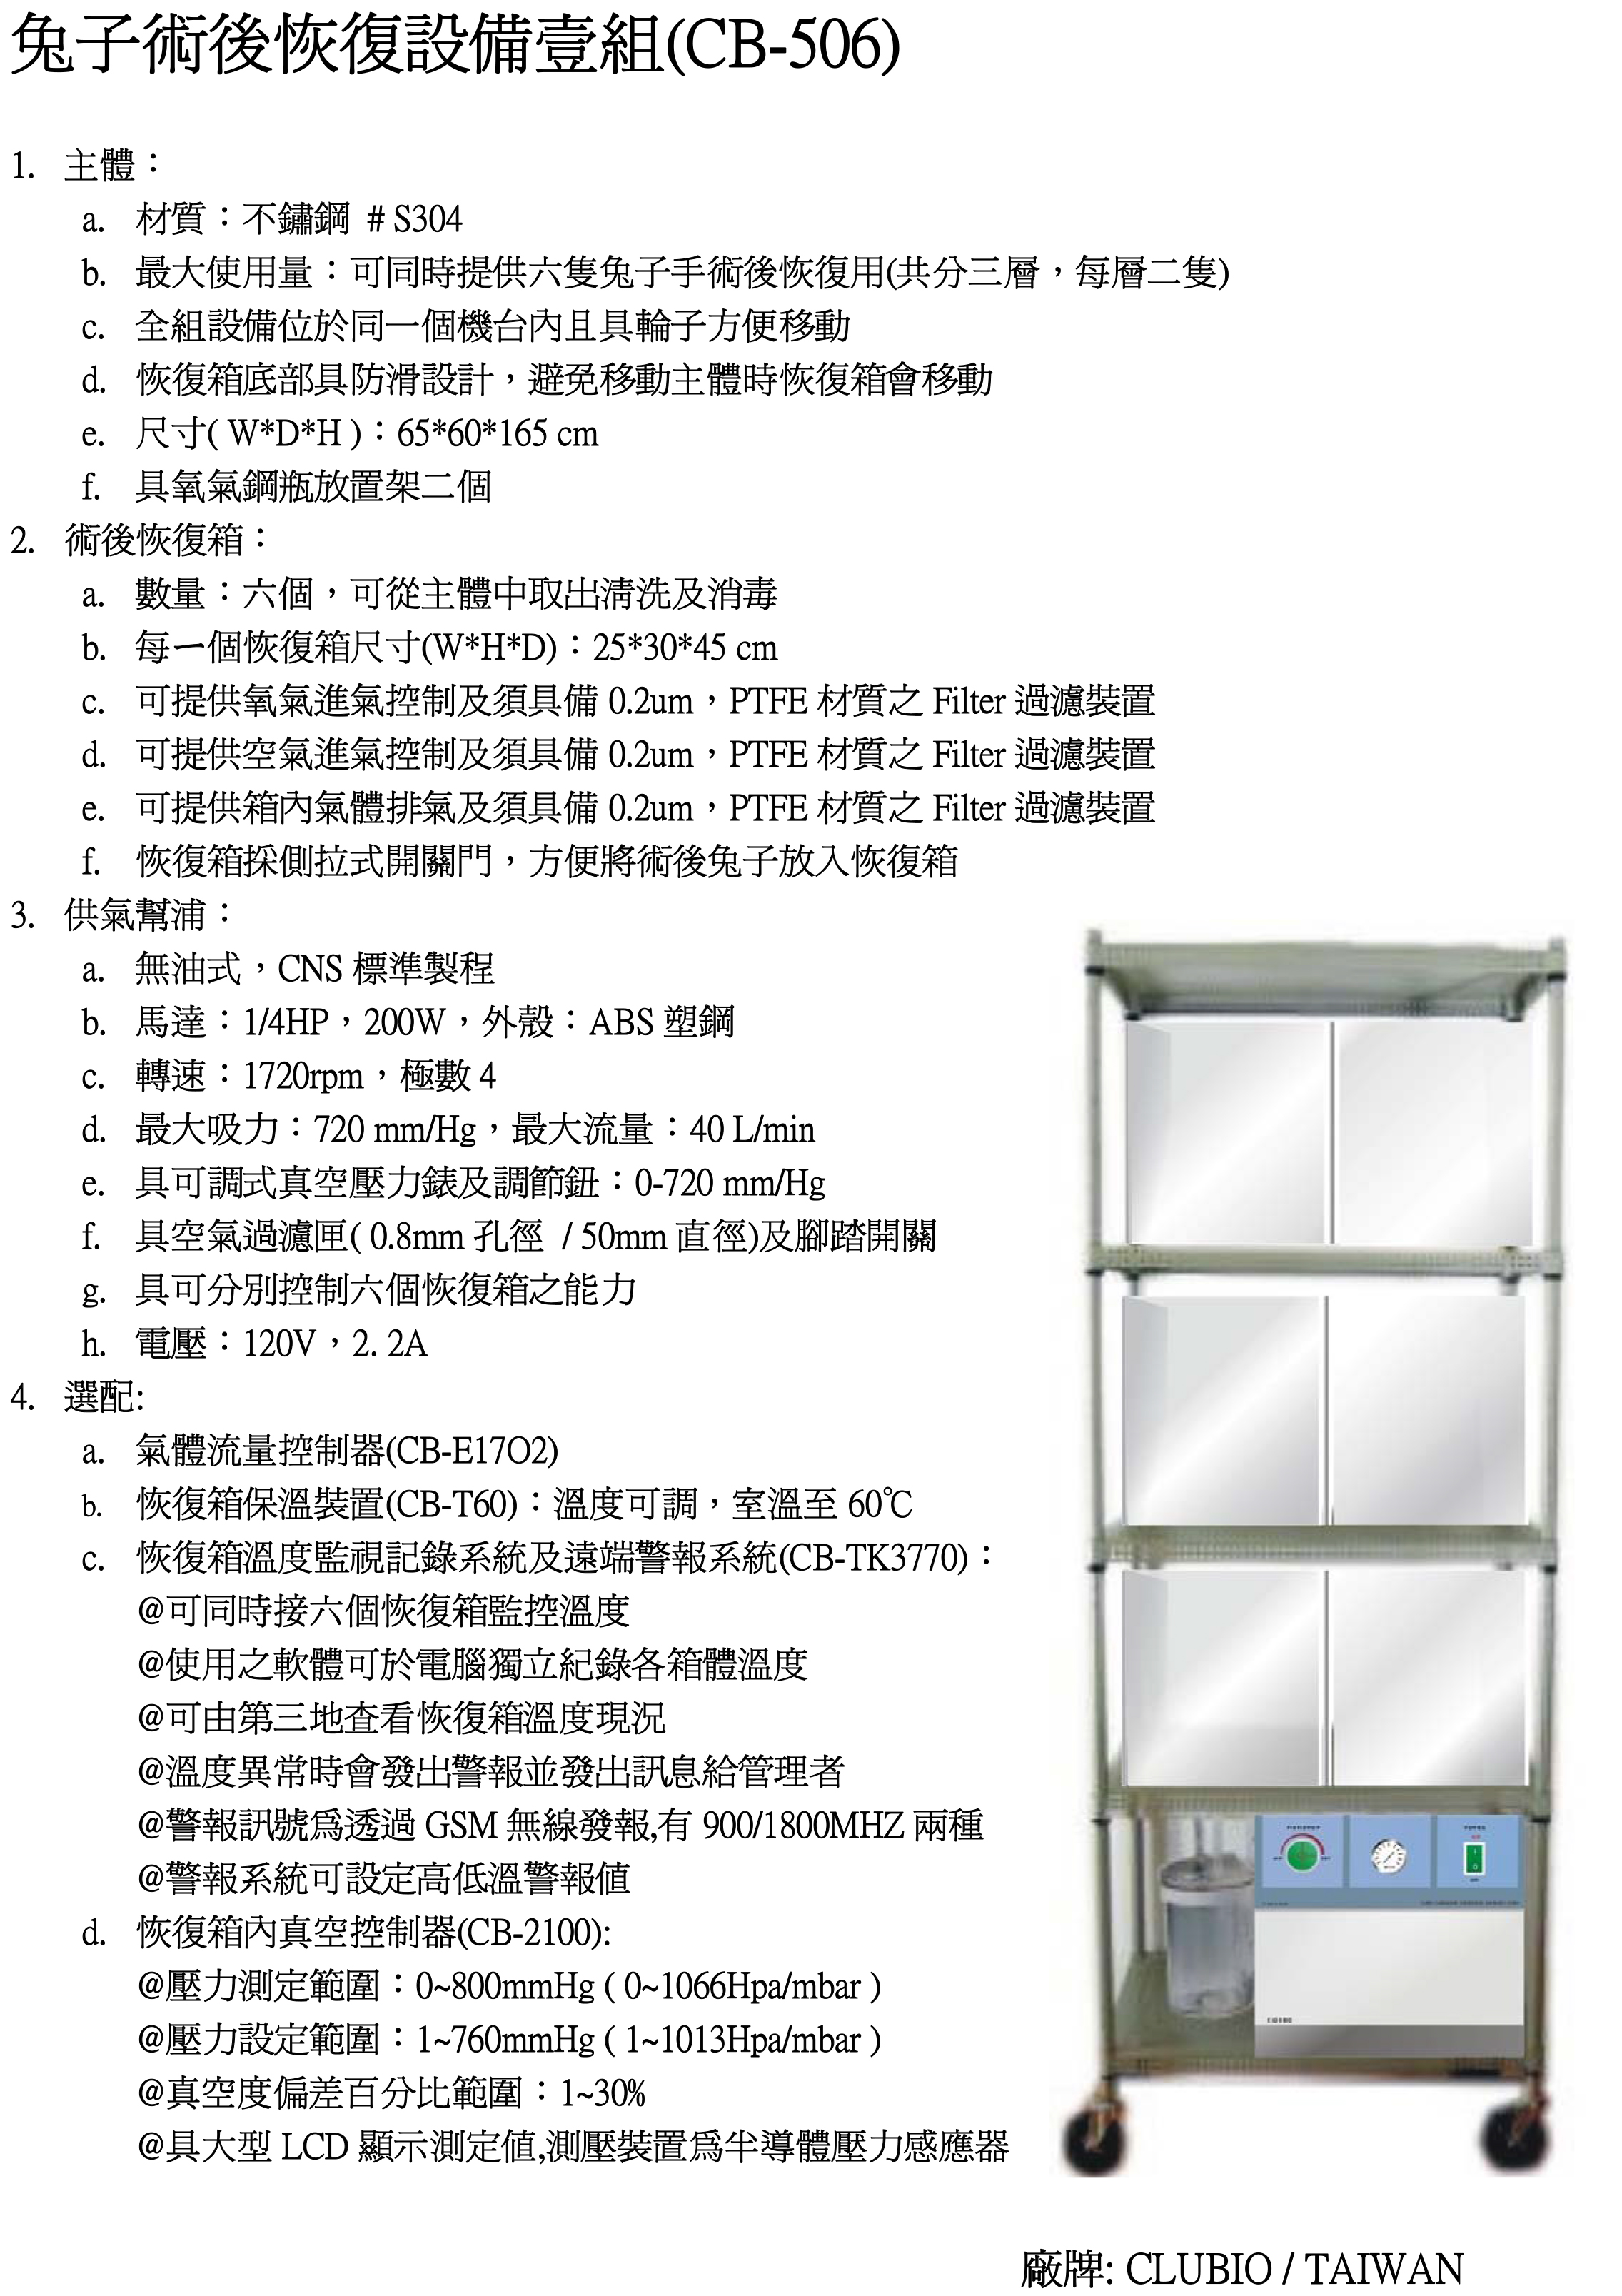 兔子術後恢復設備壹組(CB-506)
1. 主體：
a. 材質：不鏽鋼 # S304
b. 最大使用量：可同時提供六隻兔子手術後恢復用(共分三層，每層二隻)
c. 全組設備位於同一個機台內且具輪子方便移動
d. 恢復箱底部具防滑設計，避免移動主體時恢復箱會移動
e. 尺寸( W*D*H )：65*60*165 cm
f. 具氧氣鋼瓶放置架二個
2. 術後恢復箱：
a. 數量：六個，可從主體中取出清洗及消毒
b. 每一個恢復箱尺寸(W*H*D)：25*30*45 cm
c. 可提供氧氣進氣控制及須具備 0.2um，PTFE 材質之 Filter 過濾裝置
d. 可提供空氣進氣控制及須具備 0.2um，PTFE 材質之 Filter 過濾裝置
e. 可提供箱內氣體排氣及須具備 0.2um，PTFE 材質之 Filter 過濾裝置
f. 恢復箱採側拉式開關門，方便將術後兔子放入恢復箱
3. 供氣幫浦：
a. 無油式，CNS 標準製程
b. 馬達：1/4HP，200W，外殼：ABS 塑鋼
c. 轉速：1720rpm，極數 4
d. 最大吸力：720 mm/Hg，最大流量：40 L/min
e. 具可調式真空壓力錶及調節鈕：0-720 mm/Hg
f. 具空氣過濾匣( 0.8mm 孔徑 / 50mm 直徑)及腳踏開關
g. 具可分別控制六個恢復箱之能力
h. 電壓：120V，2. 2A
4. 選配:
a. 氣體流量控制器(CB-E17O2)
b. 恢復箱保溫裝置(CB-T60)：溫度可調，室溫至 60℃
c. 恢復箱溫度監視記錄系統及遠端警報系統(CB-TK3770)：
@可同時接六個恢復箱監控溫度
@使用之軟體可於電腦獨立紀錄各箱體溫度
@可由第三地查看恢復箱溫度現況
@溫度異常時會發出警報並發出訊息給管理者
@警報訊號為透過 GSM 無線發報,有 900/1800MHZ 兩種
@警報系統可設定高低溫警報值
d. 恢復箱內真空控制器(CB-2100):
@壓力測定範圍：0~800mmHg ( 0~1066Hpa/mbar )
@壓力設定範圍：1~760mmHg ( 1~1013Hpa/mbar )
@真空度偏差百分比範圍：1~30%
@具大型 LCD 顯示測定值,測壓裝置為半導體壓力感應器
廠牌: CLUBIO / TAIWAN